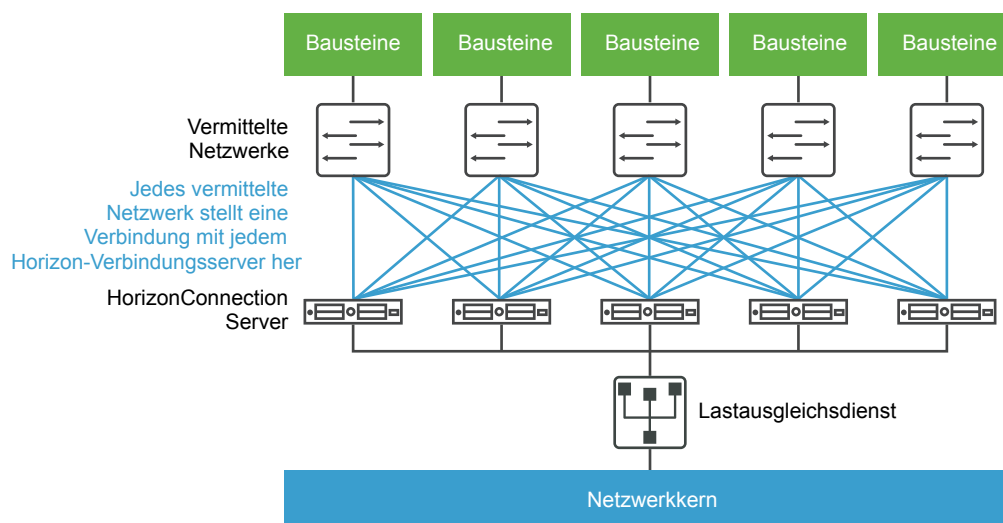 Bausteine
Bausteine
Bausteine
Bausteine
Bausteine
Vermittelte
Netzwerke
Jedes vermittelte
Netzwerk stellt eine
Verbindung mit jedem
Horizon-Verbindungsserver her
HorizonConnection
Server
Lastausgleichsdienst
Netzwerkkern